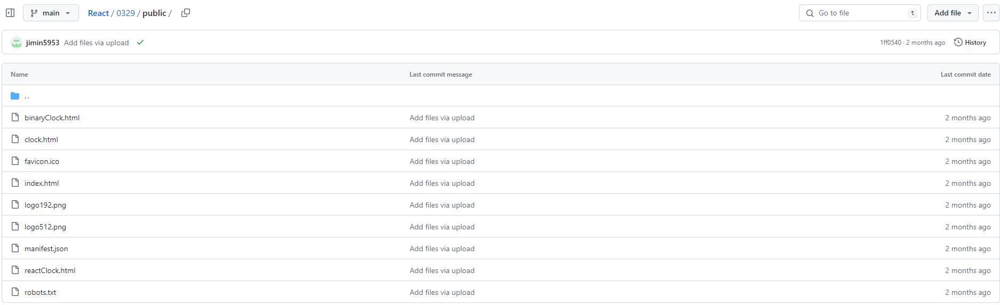 main React / 0329 / public / Go to file t Add file
jimin5953 Add files via upload 1ff0540 · 2 months ago History
Name Last commit message Last commit date
..
binaryClock.html Add files via upload 2 months ago
clock.html Add files via upload 2 months ago
favicon.ico Add files via upload 2 months ago
index.html Add files via upload 2 months ago
logo192.png Add files via upload 2 months ago
logo512.png Add files via upload 2 months ago
manifest.json Add files via upload 2 months ago
reactClock.html Add files via upload 2 months ago
robots.txt Add files via upload 2 months ago